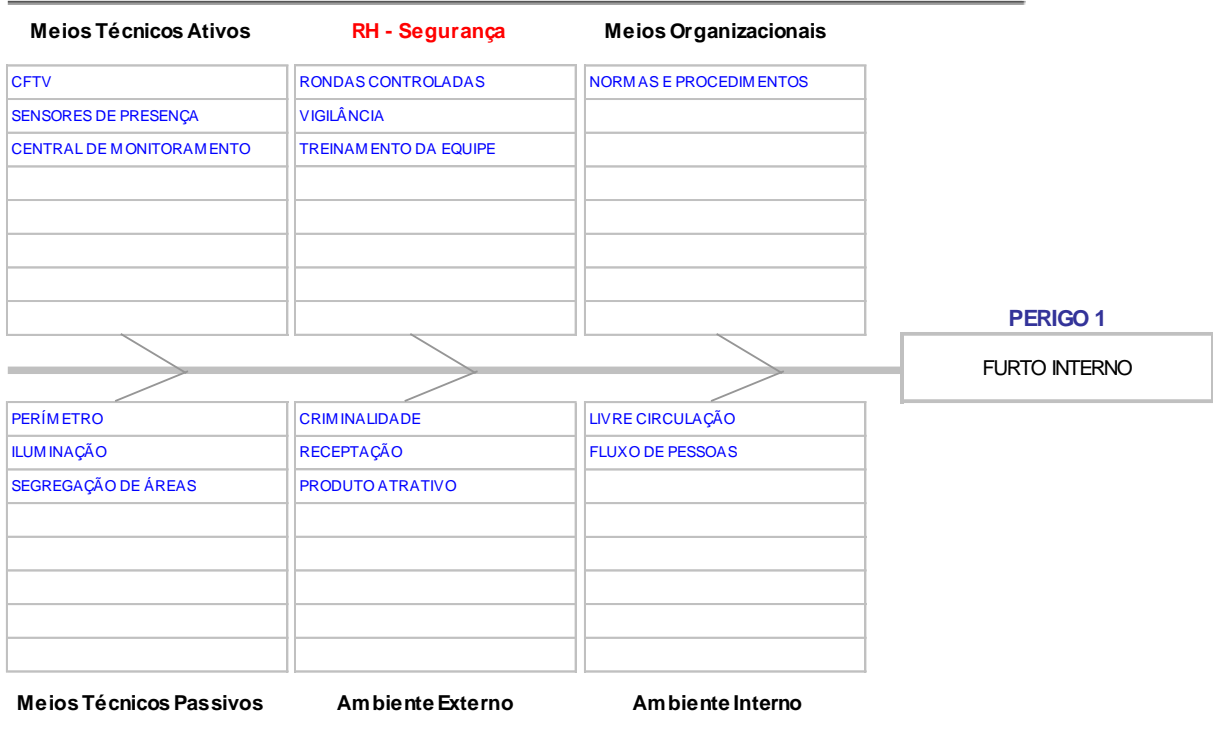 Meios Técnicos Ativos
RH - Segurança
Meios Organizacionais
CFTV
RONDAS CONTROLADAS
NORMAS E PROCEDIMENTOS
SENSORES DE PRESENÇA
VIGILÂNCIA
CENTRAL DE MONITORAMENTO
TREINAMENTO DA EQUIPE
PERIGO 1
FURTO INTERNO
PERÍMETRO
CRIMINALIDADE
LIVRE CIRCULAÇÃO
ILUMINAÇÃO
RECEPTAÇÃO
FLUXO DE PESSOAS
SEGREGAÇÃO DE ÁREAS
PRODUTO ATRATIVO
Meios Técnicos Passivos
Ambiente Externo
Ambiente Interno